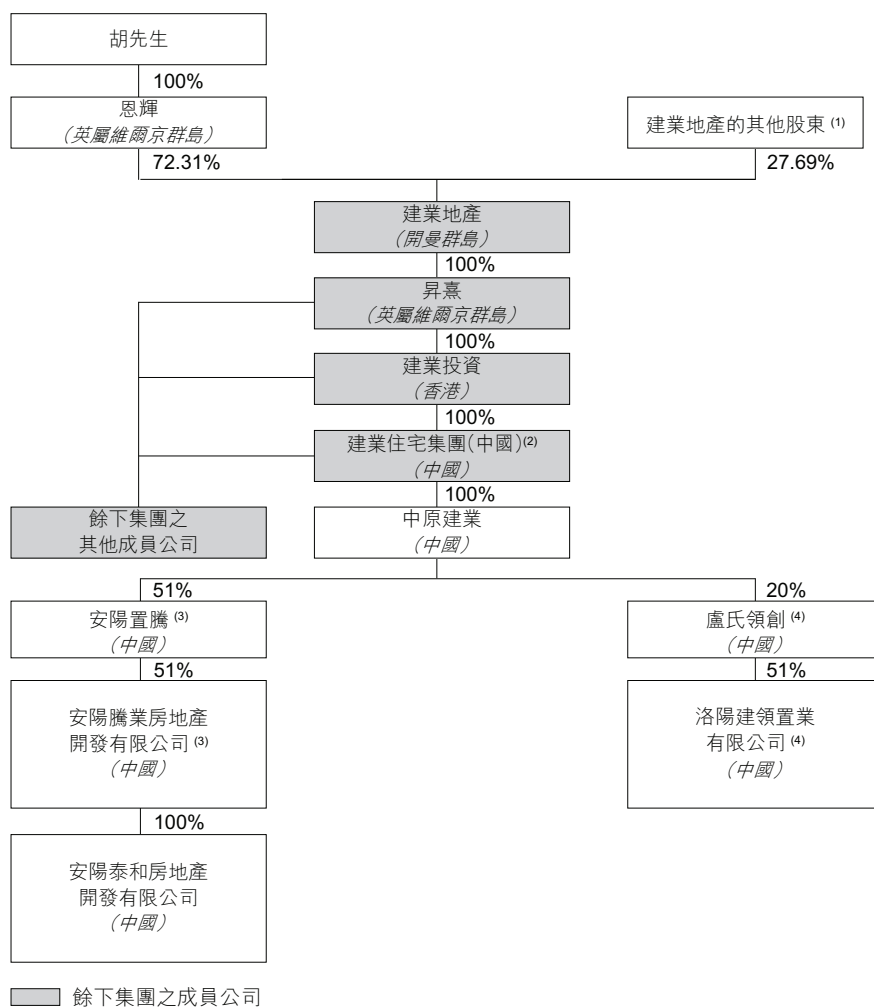 胡先生
100%
恩輝
（英屬維爾京群島）
建業地產的其他股東 (1)
72.31%
27.69%
建業地產
（開曼群島）
100%
昇熹
（英屬維爾京群島）
100%
建業投資
（香港）
100%
建業住宅集團（中國）(2)
（中國）
100%
餘下集團之
其他成員公司
中原建業
（中國）
51%
20%
安陽置騰 (3)
（中國）
盧氏領創 (4)
（中國）
51%
51%
安陽騰業房地產
開發有限公司 (3)
（中國）
洛陽建領置業
有限公司 (4)
（中國）
100%
安陽泰和房地產
開發有限公司
（中國）
餘下集團之成員公司